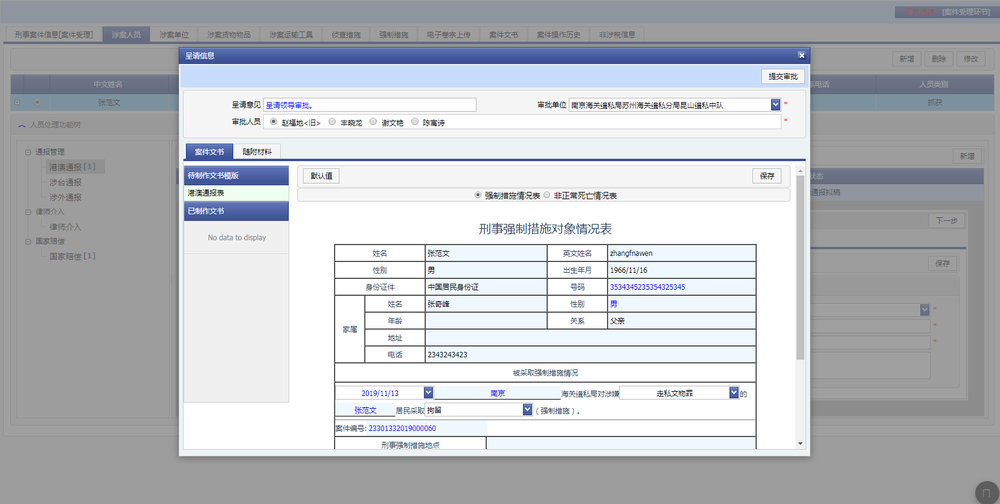 [案件受理环节]
刑事案件信息[案件受理] 涉案人员 涉案单位 涉案货物物品 涉案运输工具 侦查措施 强制措施 电子卷宗上传 案件文书 案件操作历史 非涉税信息
呈请信息
新增 删除 修改
提交审批
中文姓名 系电话 人员类别
张范文 抓获
呈请意见 呈请领导审批。 审批单位 南京海关缉私局苏州海关缉私分局昆山缉私中队 *
审批人员 赵福地<旧> 丰晓龙 谢文艳 陈寓诗 *
人员处理功能树
通报管理
港澳通报 [1]
涉台通报
涉外通报
律师介入
律师介入
国家赔偿
国家赔偿 [1]
案件文书 随附材料
待制作文书模版
港澳通报表
已制作文书
No data to display
默认值 保存
强制措施情况表 非正常死亡情况表
刑事强制措施对象情况表
姓名 张范文 英文姓名 zhangfnawen
性别 男 出生年月 1966/11/16
身份证件 中国居民身份证 号码 3534345235354325345
家属 姓名 张奇峰 性别 男
年龄 关系 父亲
地址
电话 2343243423
被采取强制措施情况
2019/11/13 南京 海关缉私局对涉嫌 走私文物罪 的
张范文 居民采取 拘留 （强制措施）。
案件编号: 23301332019000060
刑事强制措施地点
新增
状态
通报拟稿
下一步
保存
*
*
*